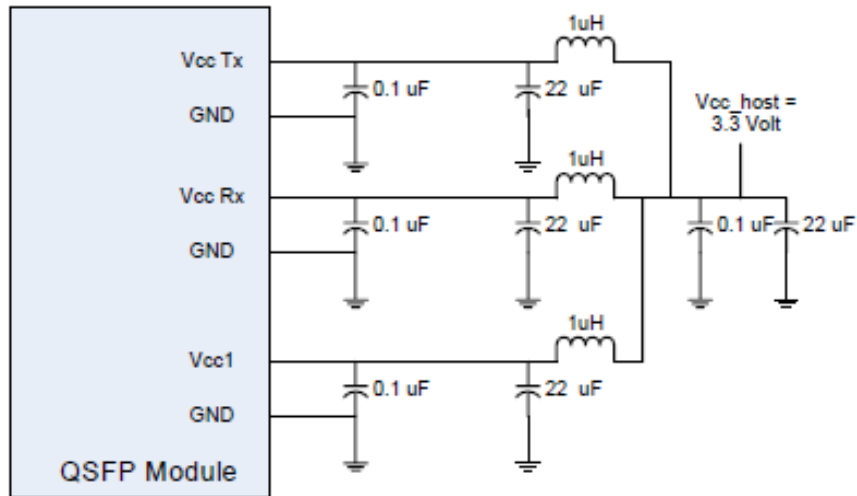 1uH
Vcc Tx
0.1 uF
22 uF
Vcc_host =
3.3 Volt
GND
1uH
Vcc Rx
0.1 uF
22 uF
0.1 uF
22 uF
GND
1uH
Vcc1
0.1 uF
22 uF
GND
QSFP Module